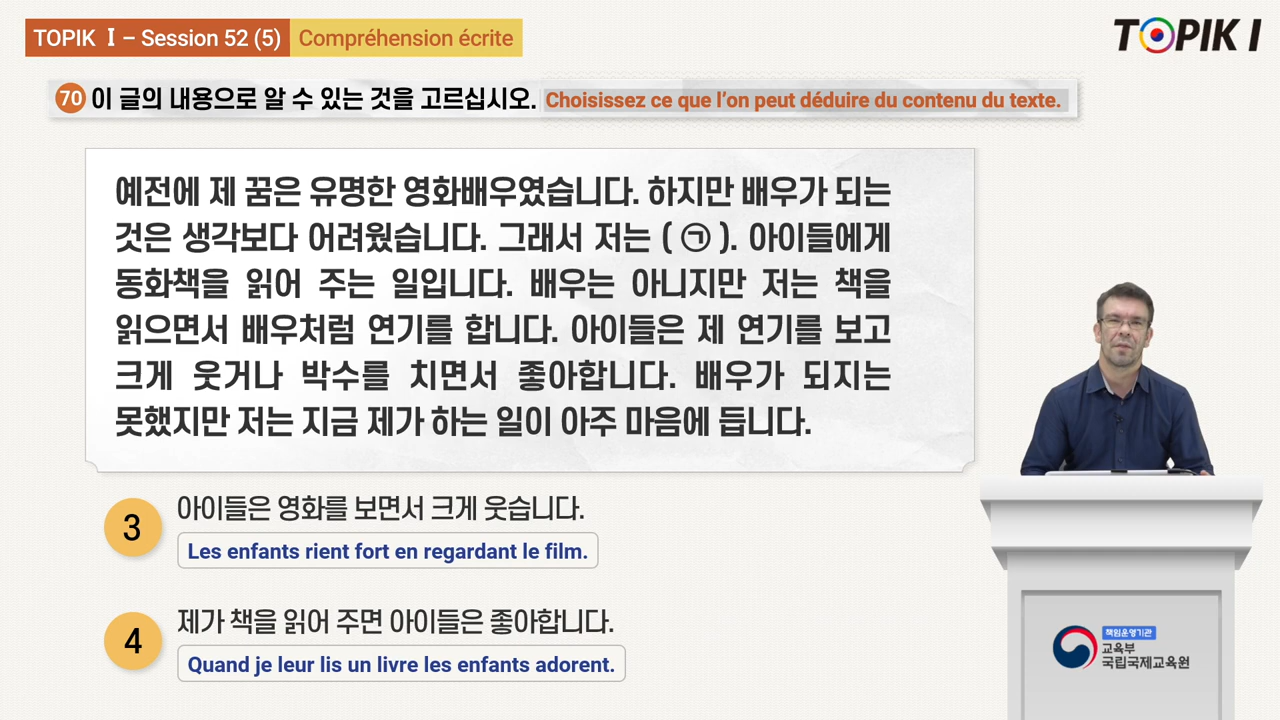 TOPIK Ⅰ – Session 52 (5) Compréhension écrite
TOPIK I
70 이 글의 내용으로 알 수 있는 것을 고르십시오. Choisissez ce que l’on peut déduire du contenu du texte.
예전에 제 꿈은 유명한 영화배우였습니다. 하지만 배우가 되는
것은 생각보다 어려웠습니다. 그래서 저는 ( ㉠ ). 아이들에게
동화책을 읽어 주는 일입니다. 배우는 아니지만 저는 책을
읽으면서 배우처럼 연기를 합니다. 아이들은 제 연기를 보고
크게 웃거나 박수를 치면서 좋아합니다. 배우가 되지는
못했지만 저는 지금 제가 하는 일이 아주 마음에 듭니다.
3 아이들은 영화를 보면서 크게 웃습니다.
Les enfants rient fort en regardant le film.
4 제가 책을 읽어 주면 아이들은 좋아합니다.
Quand je leur lis un livre les enfants adorent.
책임운영기관
교육부
국립국제교육원